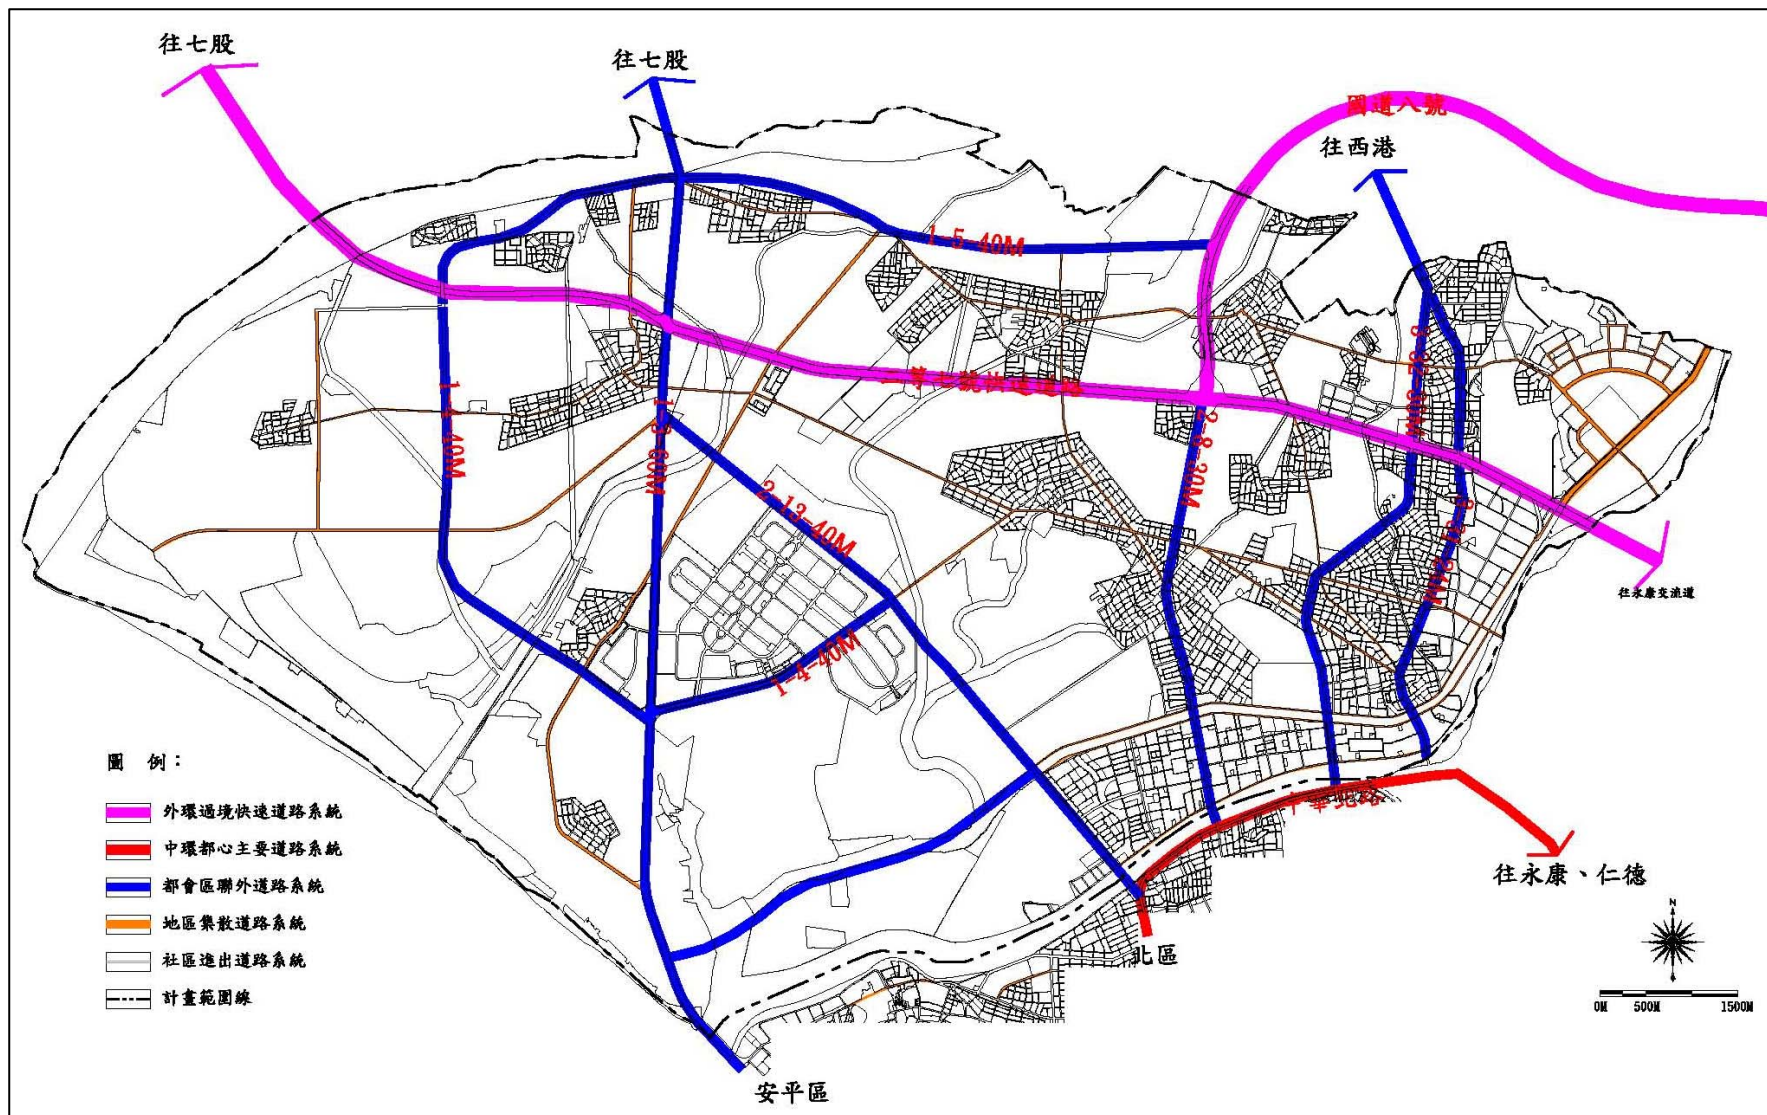 往七股
往七股
國道八號
往西港
1-5-40M
二等七號快速道路
1-4-40M
1-3-60M
2-8-30M
2-13-40M
1-4-40M
往永康交流道
中華北路
往永康、仁德
北區
安平區
圖 例：
外環過境快速道路系統
中環都心主要道路系統
都會區聯外道路系統
地區集散道路系統
社區進出道路系統
計畫範圍線
N
0M 500M 1500M